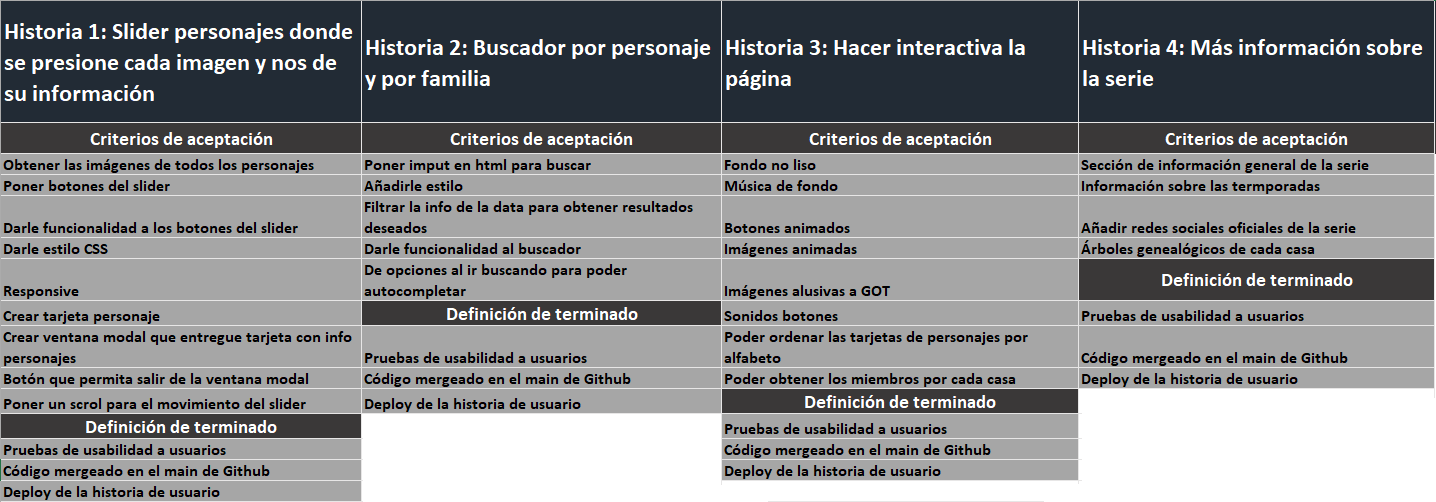 Historia 1: Slider personajes donde
se presione cada imagen y nos de
su información
Criterios de aceptación
Obtener las imágenes de todos los personajes
Poner botones del slider
Darle funcionalidad a los botones del slider
Darle estilo CSS
Responsive
Crear tarjeta personaje
Crear ventana modal que entregue tarjeta con info
personajes
Botón que permita salir de la ventana modal
Poner un scrol para el movimiento del slider
Definición de terminado
Pruebas de usabilidad a usuarios
Código mergeado en el main de Github
Deploy de la historia de usuario
Historia 2: Buscador por personaje
y por familia
Criterios de aceptación
Poner imput en html para buscar
Añadirle estilo
Filtrar la info de la data para obtener resultados
deseados
Darle funcionalidad al buscador
De opciones al ir buscando para poder
autocompletar
Definición de terminado
Pruebas de usabilidad a usuarios
Código mergeado en el main de Github
Deploy de la historia de usuario
Historia 3: Hacer interactiva la
página
Criterios de aceptación
Fondo no liso
Música de fondo
Botones animados
Imágenes animadas
Imágenes alusivas a GOT
Sonidos botones
Poder ordenar las tarjetas de personajes por
alfabeto
Poder obtener los miembros por cada casa
Definición de terminado
Pruebas de usabilidad a usuarios
Código mergeado en el main de Github
Deploy de la historia de usuario
Historia 4: Más información sobre
la serie
Criterios de aceptación
Sección de información general de la serie
Información sobre las termporadas
Añadir redes sociales oficiales de la serie
Árboles genealógicos de cada casa
Definición de terminado
Pruebas de usabilidad a usuarios
Código mergeado en el main de Github
Deploy de la historia de usuario